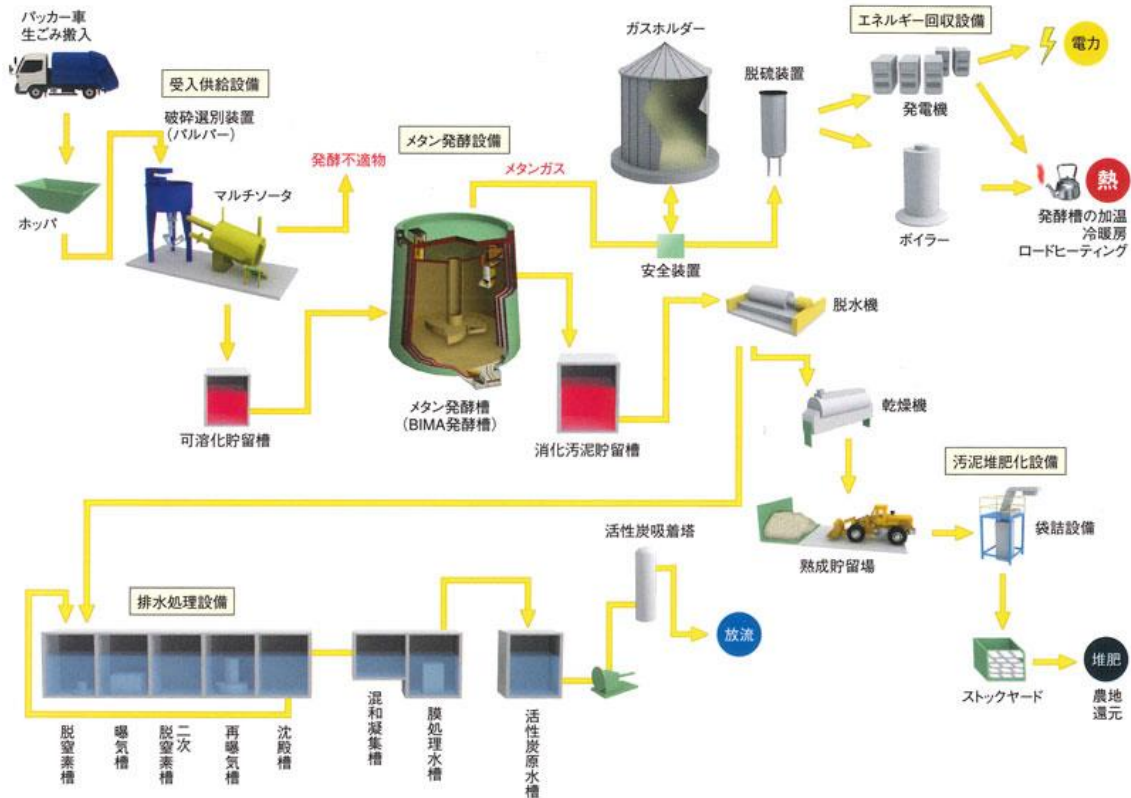 パッカー車
生ごみ搬入
受入供給設備
破砕選別装置
(パルパー)
ホッパ
マルチソータ
発酵不適物
可溶化貯留槽
メタン発酵設備
メタンガス
メタン発酵槽
(BIMA発酵槽)
消化汚泥貯留槽
ガスホルダー
安全装置
脱硫装置
エネルギー回収設備
発電機
ボイラー
電力
熱
発酵槽の加温
冷暖房
ロードヒーティング
脱水機
乾燥機
汚泥堆肥化設備
熟成貯留場
袋詰設備
ストックヤード
堆肥
農地
還元
排水処理設備
脱窒素槽
曝気槽
二次
脱窒素槽
再曝気槽
沈殿槽
混和凝集槽
膜処理水槽
活性炭原水槽
活性炭吸着塔
放流